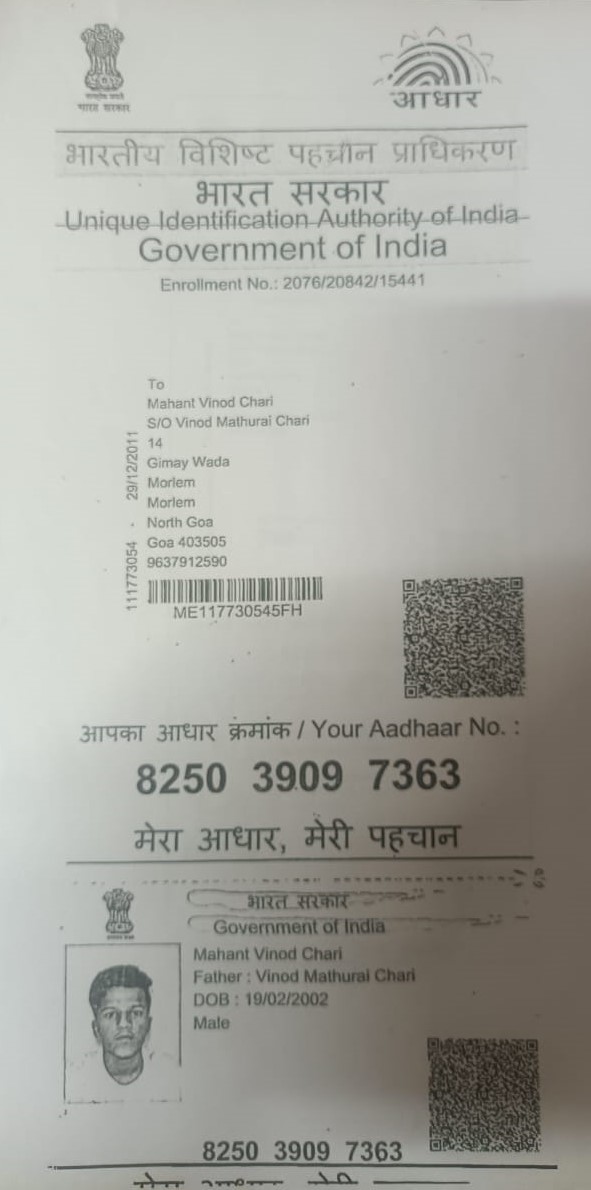 भारत सरकार
आधार
भारतीय विशिष्ट पहचान प्राधिकरण
भारत सरकार
Unique Identification Authority of India
Government of India
Enrollment No.: 2076/20842/15441
To
Mahant Vinod Chari
S/O Vinod Mathurai Chari
14
Gimay Wada
Morlem
Morlem
North Goa
Goa 403505
9637912590
111773054 - 29/12/2011
ME117730545FH
आपका आधार क्रमांक / Your Aadhaar No. :
8250 3909 7363
मेरा आधार, मेरी पहचान
भारत सरकार
Government of India
Mahant Vinod Chari
Father : Vinod Mathurai Chari
DOB : 19/02/2002
Male
8250 3909 7363